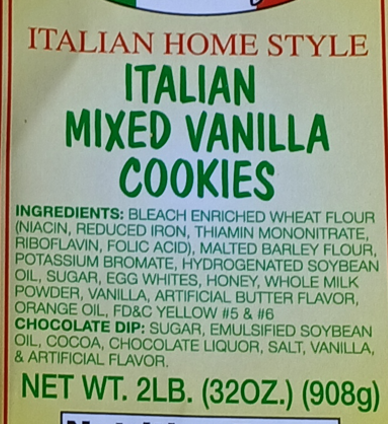 ITALIAN HOME STYLE
ITALIAN
MIXED VANILLA
COOKIES
INGREDIENTS: BLEACH ENRICHED WHEAT FLOUR
(NIACIN, REDUCED IRON, THIAMIN MONONITRATE,
RIBOFLAVIN, FOLIC ACID), MALTED BARLEY FLOUR,
POTASSIUM BROMATE, HYDROGENATED SOYBEAN
OIL, SUGAR, EGG WHITES, HONEY, WHOLE MILK
POWDER, VANILLA, ARTIFICIAL BUTTER FLAVOR,
ORANGE OIL, FD&C YELLOW #5 & #6
CHOCOLATE DIP: SUGAR, EMULSIFIED SOYBEAN
OIL, COCOA, CHOCOLATE LIQUOR, SALT, VANILLA,
& ARTIFICIAL FLAVOR.
NET WT. 2LB. (32OZ.) (908g)